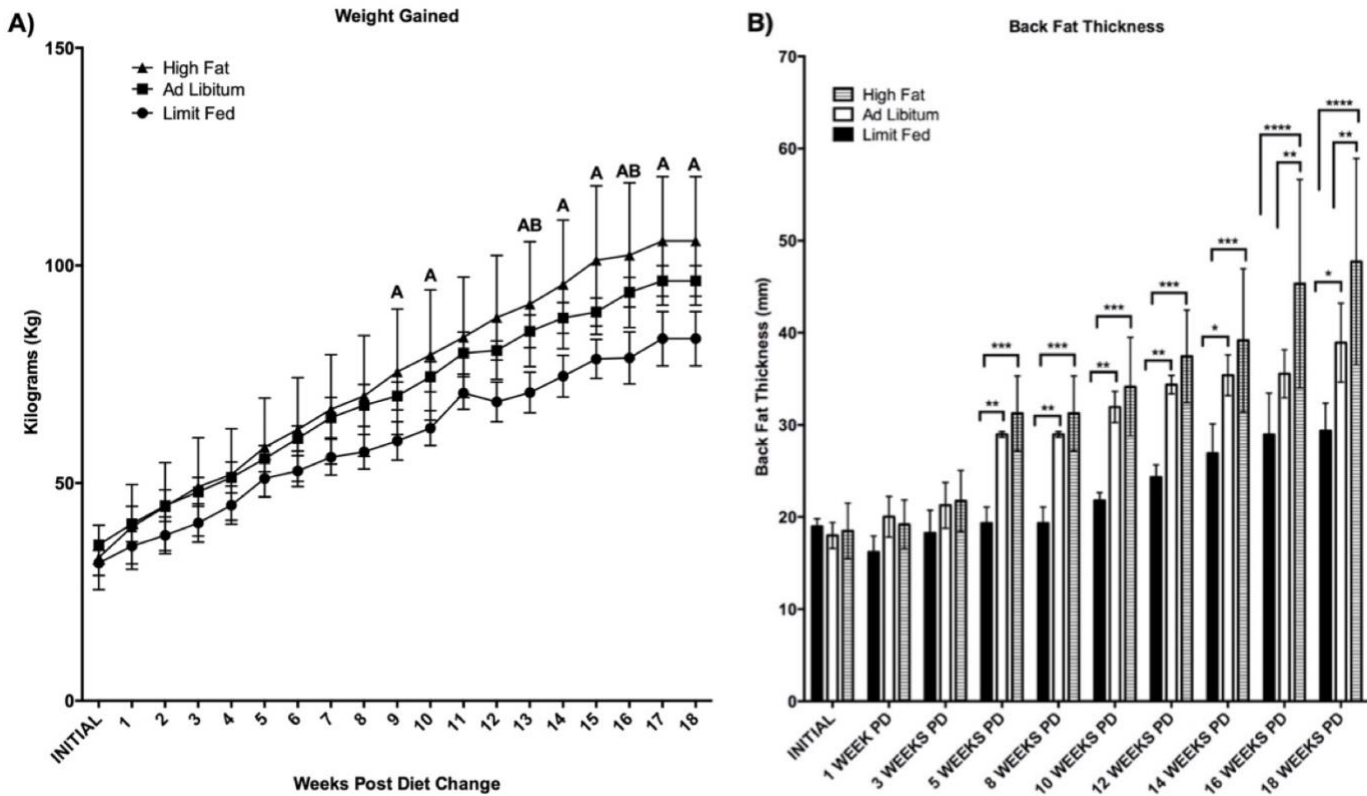 A)
Weight Gained
150
100
50
0
Kilograms (Kg)
High Fat
Ad Libitum
Limit Fed
A
A
AB
A
A
AB
A
A
INITIAL
1
2
3
4
5
6
7
8
9
10
11
12
13
14
15
16
17
18
Weeks Post Diet Change
B)
Back Fat Thickness
70
60
50
40
30
20
10
0
Back Fat Thickness (mm)
High Fat
Ad Libitum
Limit Fed
**
***
**
***
**
***
**
***
*
***
****
**
****
**
*
INITIAL
1 WEEK PD
3 WEEKS PD
5 WEEKS PD
8 WEEKS PD
10 WEEKS PD
12 WEEKS PD
14 WEEKS PD
16 WEEKS PD
18 WEEKS PD